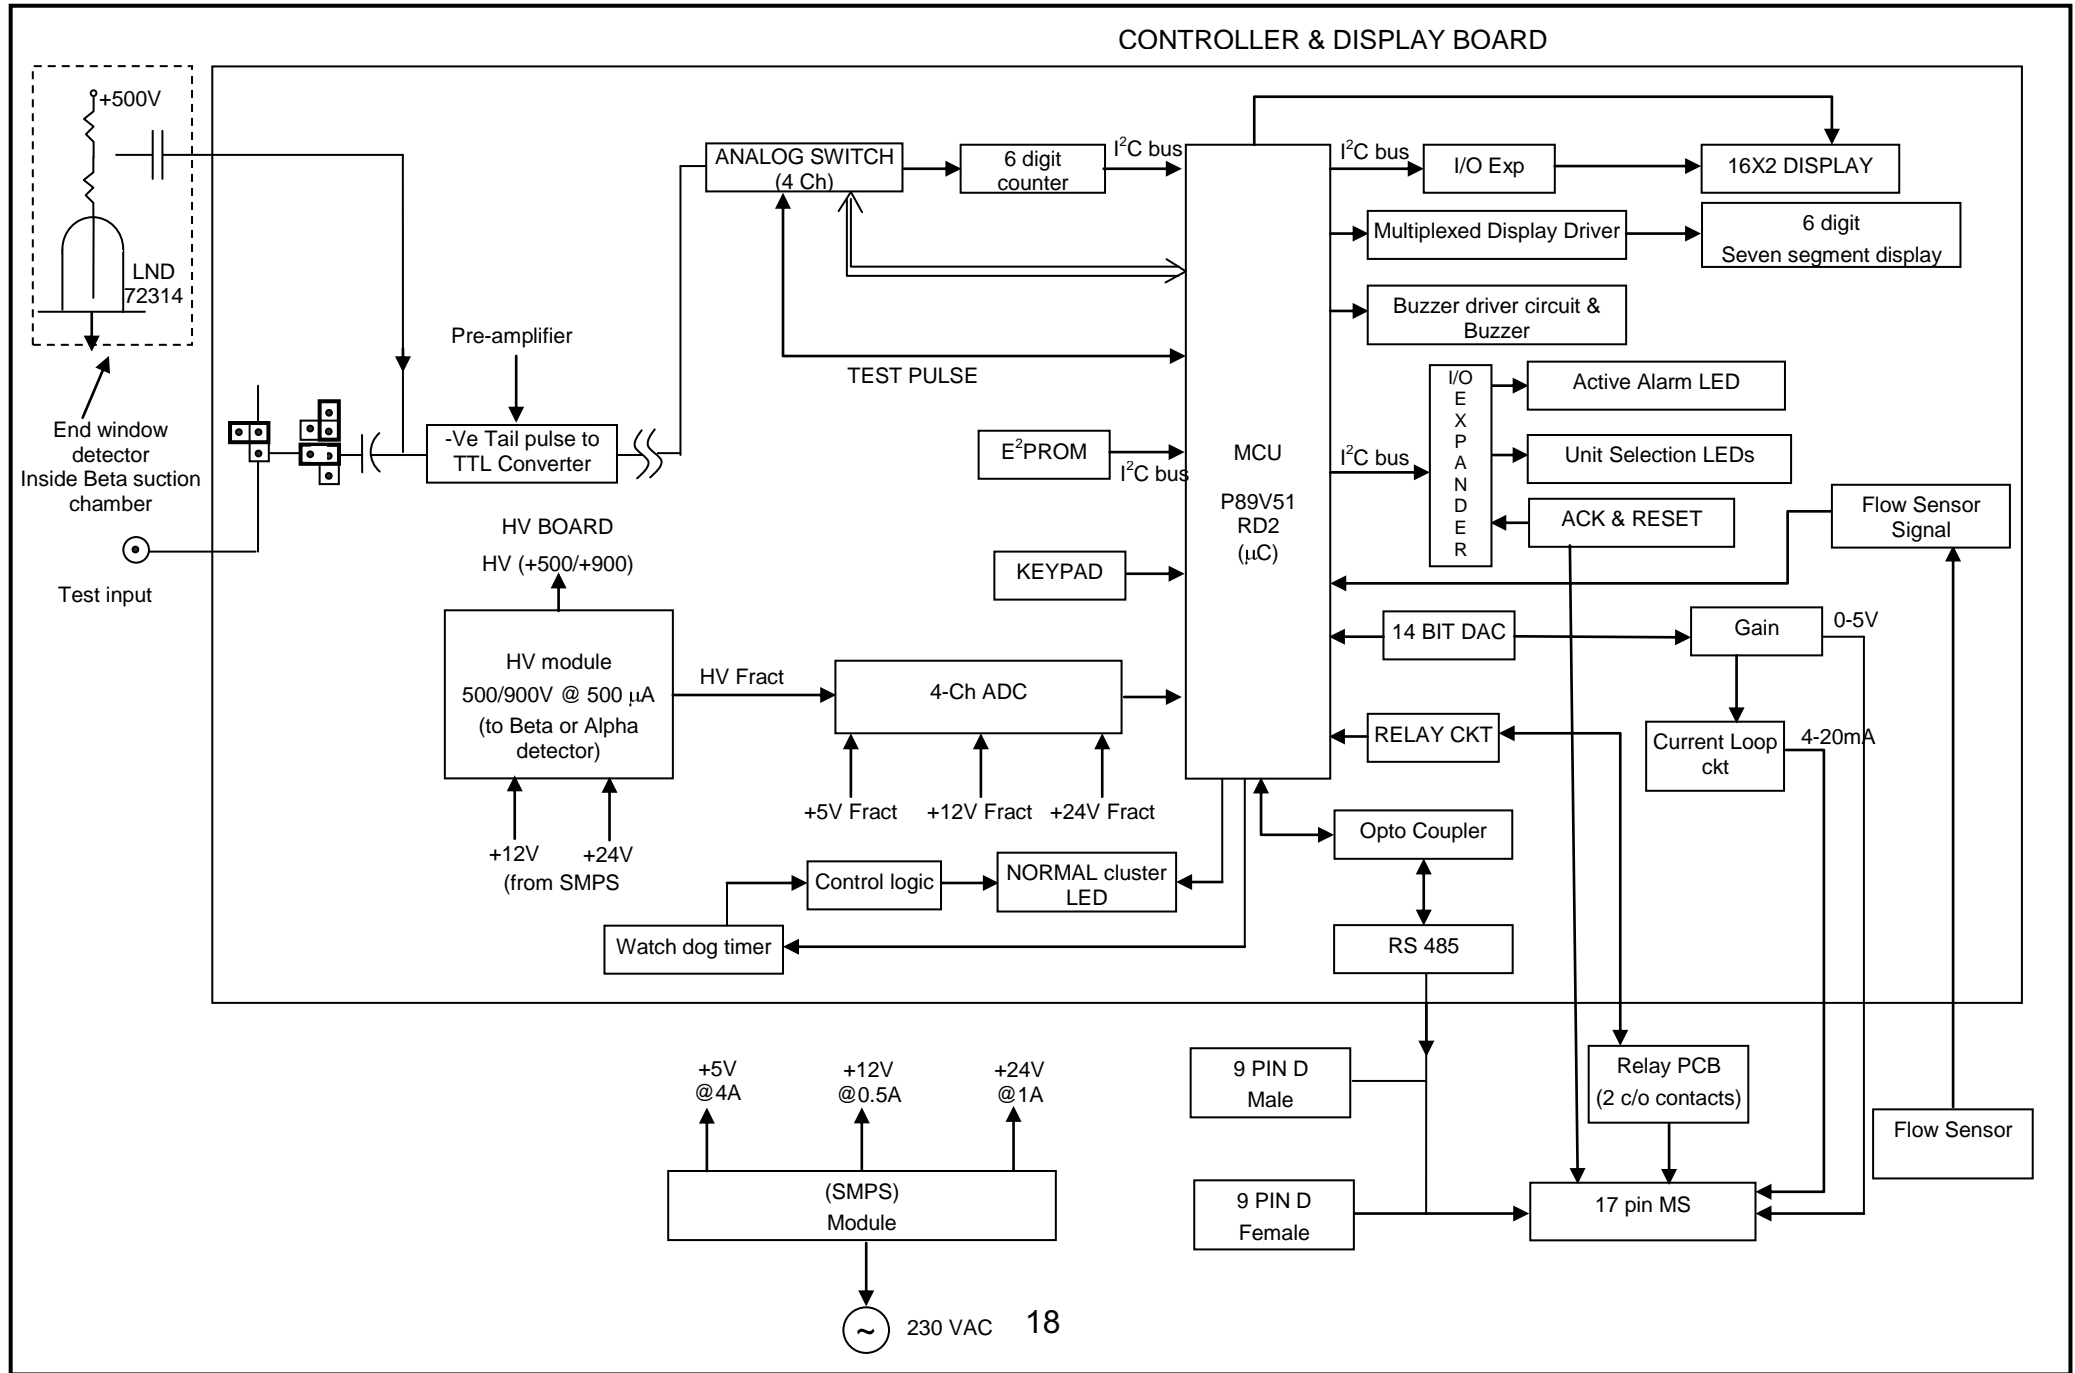 CONTROLLER & DISPLAY BOARD
+500V
LND
72314
End window
detector
Inside Beta suction
chamber
Test input
Pre-amplifier
-Ve Tail pulse to
TTL Converter
ANALOG SWITCH
(4 Ch)
6 digit
counter
I²C bus
TEST PULSE
E²PROM
I²C bus
KEYPAD
HV BOARD
HV (+500/+900)
HV module
500/900V @ 500 µA
(to Beta or Alpha
detector)
+12V
+24V
(from SMPS
HV Fract
4-Ch ADC
+5V Fract
+12V Fract
+24V Fract
Control logic
NORMAL cluster
LED
Watch dog timer
MCU
P89V51
RD2
(µC)
I²C bus
I/O Exp
16X2 DISPLAY
Multiplexed Display Driver
6 digit
Seven segment display
Buzzer driver circuit &
Buzzer
I²C bus
I/O
E
X
P
A
N
D
E
R
Active Alarm LED
Unit Selection LEDs
ACK & RESET
Flow Sensor
Signal
14 BIT DAC
Gain
0-5V
RELAY CKT
Current Loop
ckt
4-20mA
Opto Coupler
RS 485
+5V
@4A
+12V
@0.5A
+24V
@1A
(SMPS)
Module
~
230 VAC
18
9 PIN D
Male
9 PIN D
Female
Relay PCB
(2 c/o contacts)
17 pin MS
Flow Sensor